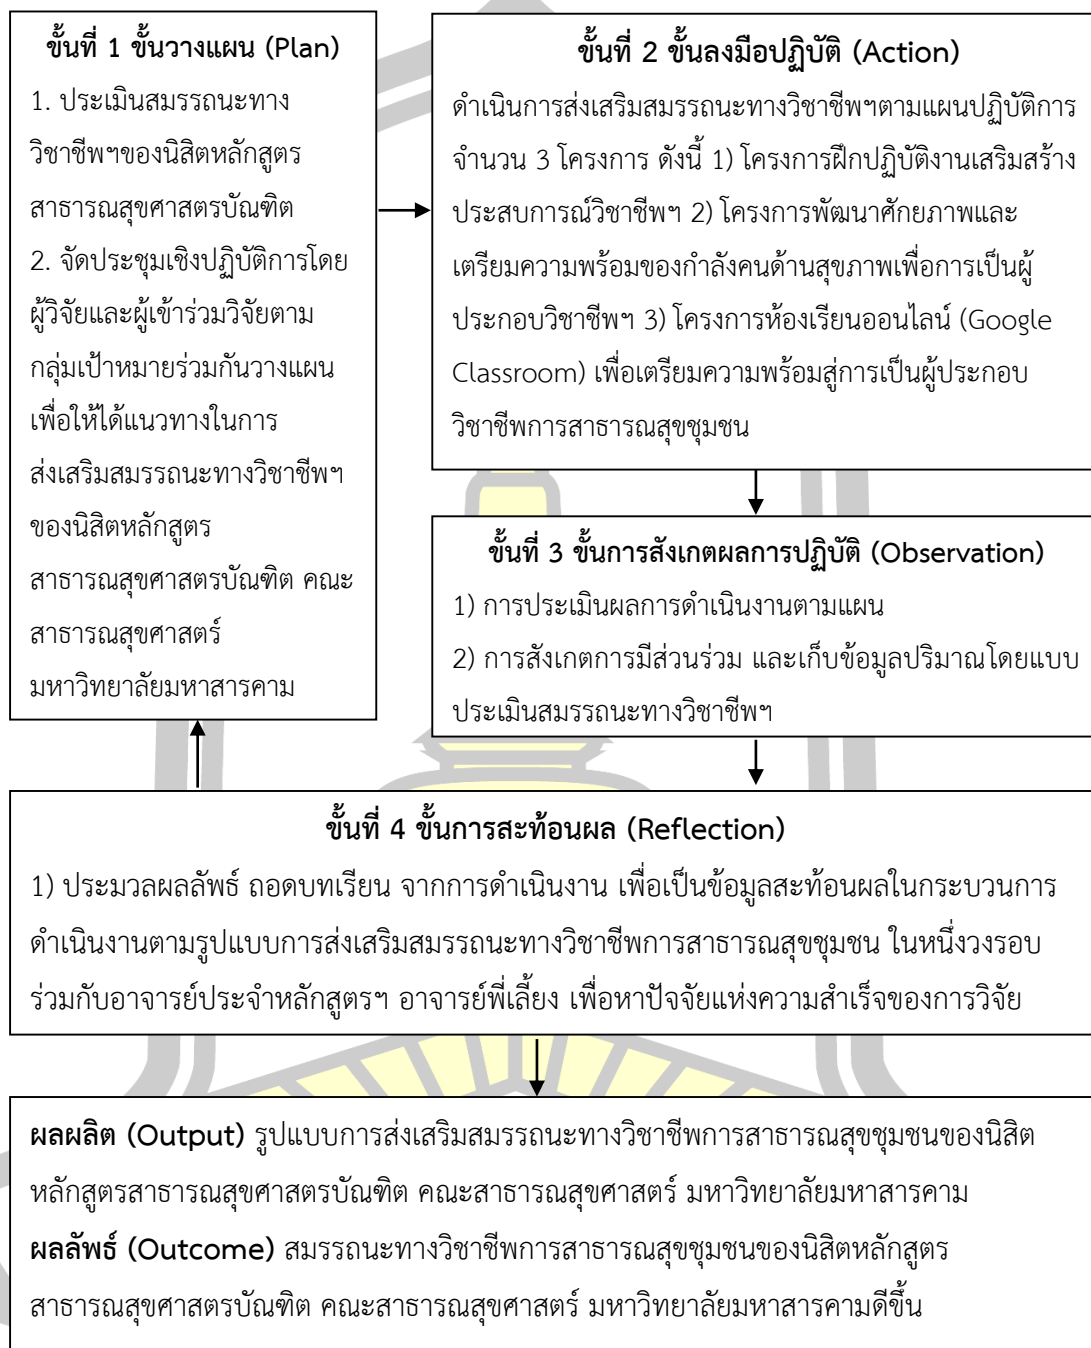 ขั้นที่ 1 ขั้นวางแผน (Plan)
1. ประเมินสมรรถนะทาง
วิชาชีพฯของนิสิตหลักสูตร
สาธารณสุขศาสตรบัณฑิต
2. จัดประชุมเชิงปฏิบัติการโดย
ผู้วิจัยและผู้เข้าร่วมวิจัยตาม
กลุ่มเป้าหมายร่วมกันวางแผน
เพื่อให้ได้แนวทางในการ
ส่งเสริมสมรรถนะทางวิชาชีพฯ
ของนิสิตหลักสูตร
สาธารณสุขศาสตรบัณฑิต คณะ
สาธารณสุขศาสตร์
มหาวิทยาลัยมหาสารคาม
ขั้นที่ 2 ขั้นลงมือปฏิบัติ (Action)
ดำเนินการส่งเสริมสมรรถนะทางวิชาชีพฯตามแผนปฏิบัติการ
จำนวน 3 โครงการ ดังนี้ 1) โครงการฝึกปฏิบัติงานเสริมสร้าง
ประสบการณ์วิชาชีพฯ 2) โครงการพัฒนาศักยภาพและ
เตรียมความพร้อมของกำลังคนด้านสุขภาพเพื่อการเป็นผู้
ประกอบวิชาชีพฯ 3) โครงการห้องเรียนออนไลน์ (Google
Classroom) เพื่อเตรียมความพร้อมสู่การเป็นผู้ประกอบ
วิชาชีพการสาธารณสุขชุมชน
ขั้นที่ 3 ขั้นการสังเกตผลการปฏิบัติ (Observation)
1) การประเมินผลการดำเนินงานตามแผน
2) การสังเกตการมีส่วนร่วม และเก็บข้อมูลปริมาณโดยแบบ
ประเมินสมรรถนะทางวิชาชีพฯ
ขั้นที่ 4 ขั้นการสะท้อนผล (Reflection)
1) ประมวลผลลัพธ์ ถอดบทเรียน จากการดำเนินงาน เพื่อเป็นข้อมูลสะท้อนผลในกระบวนการ
ดำเนินงานตามรูปแบบการส่งเสริมสมรรถนะทางวิชาชีพการสาธารณสุขชุมชน ในหนึ่งวงรอบ
ร่วมกับอาจารย์ประจำหลักสูตรฯ อาจารย์พี่เลี้ยง เพื่อหาปัจจัยแห่งความสำเร็จของการวิจัย
ผลผลิต (Output) รูปแบบการส่งเสริมสมรรถนะทางวิชาชีพการสาธารณสุขชุมชนของนิสิต
หลักสูตรสาธารณสุขศาสตรบัณฑิต คณะสาธารณสุขศาสตร์ มหาวิทยาลัยมหาสารคาม
ผลลัพธ์ (Outcome) สมรรถนะทางวิชาชีพการสาธารณสุขชุมชนของนิสิตหลักสูตร
สาธารณสุขศาสตรบัณฑิต คณะสาธารณสุขศาสตร์ มหาวิทยาลัยมหาสารคามดีขึ้น